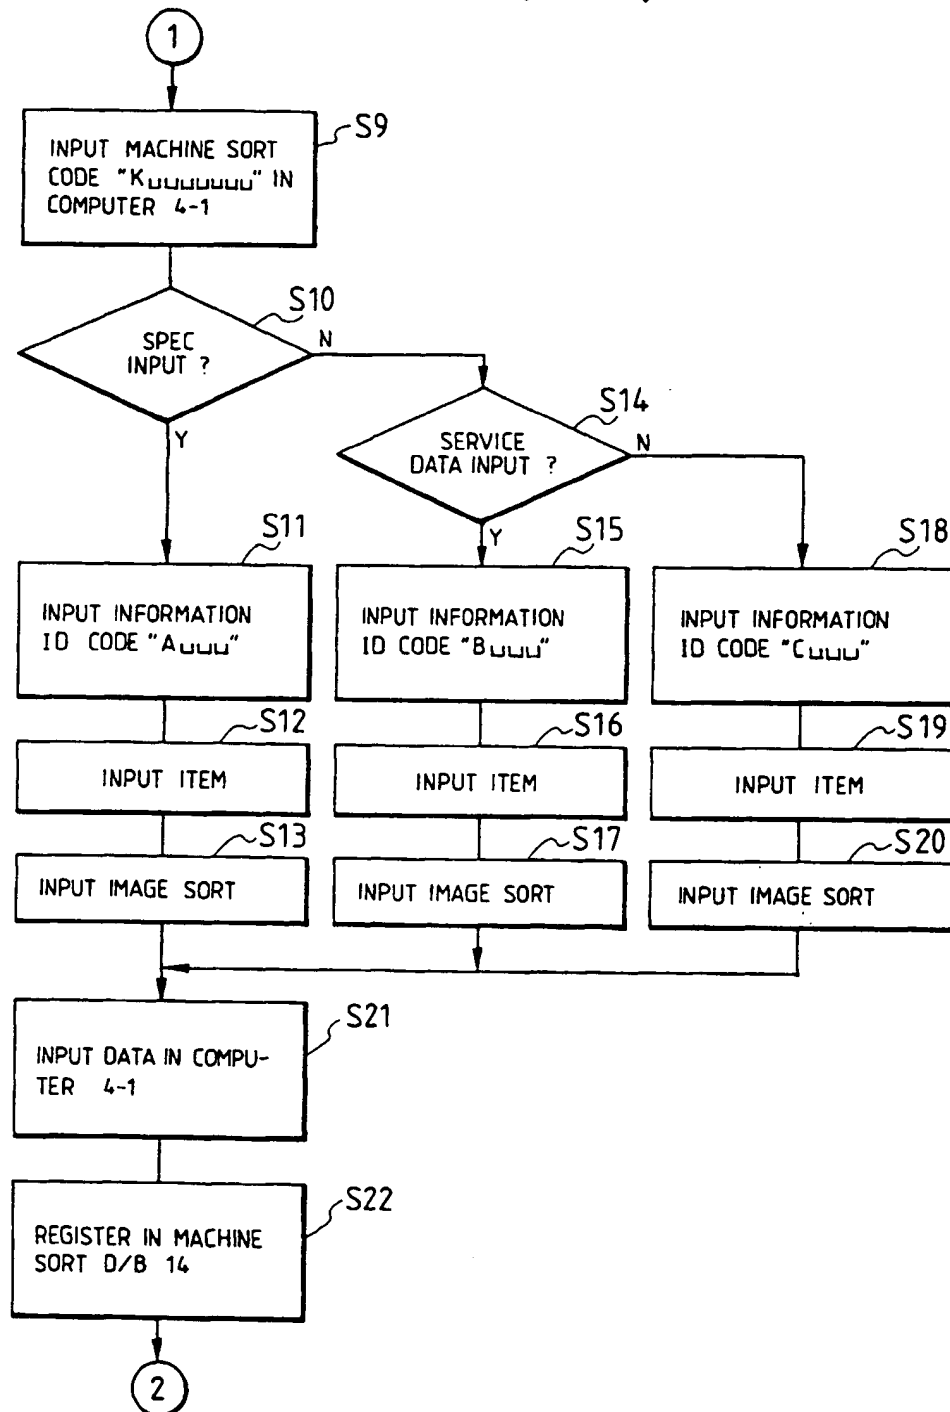 1
S9
INPUT MACHINE SORT
CODE "K␣␣␣␣␣␣␣" IN
COMPUTER 4-1
S10
SPEC
INPUT ?
N
Y
S14
SERVICE
DATA INPUT ?
N
Y
S11
INPUT INFORMATION
ID CODE "A␣␣␣"
S15
INPUT INFORMATION
ID CODE "B␣␣␣"
S18
INPUT INFORMATION
ID CODE "C␣␣␣"
S12
INPUT ITEM
S16
INPUT ITEM
S19
INPUT ITEM
S13
INPUT IMAGE SORT
S17
INPUT IMAGE SORT
S20
INPUT IMAGE SORT
S21
INPUT DATA IN COMPU-
TER 4-1
S22
REGISTER IN MACHINE
SORT D/B 14
2